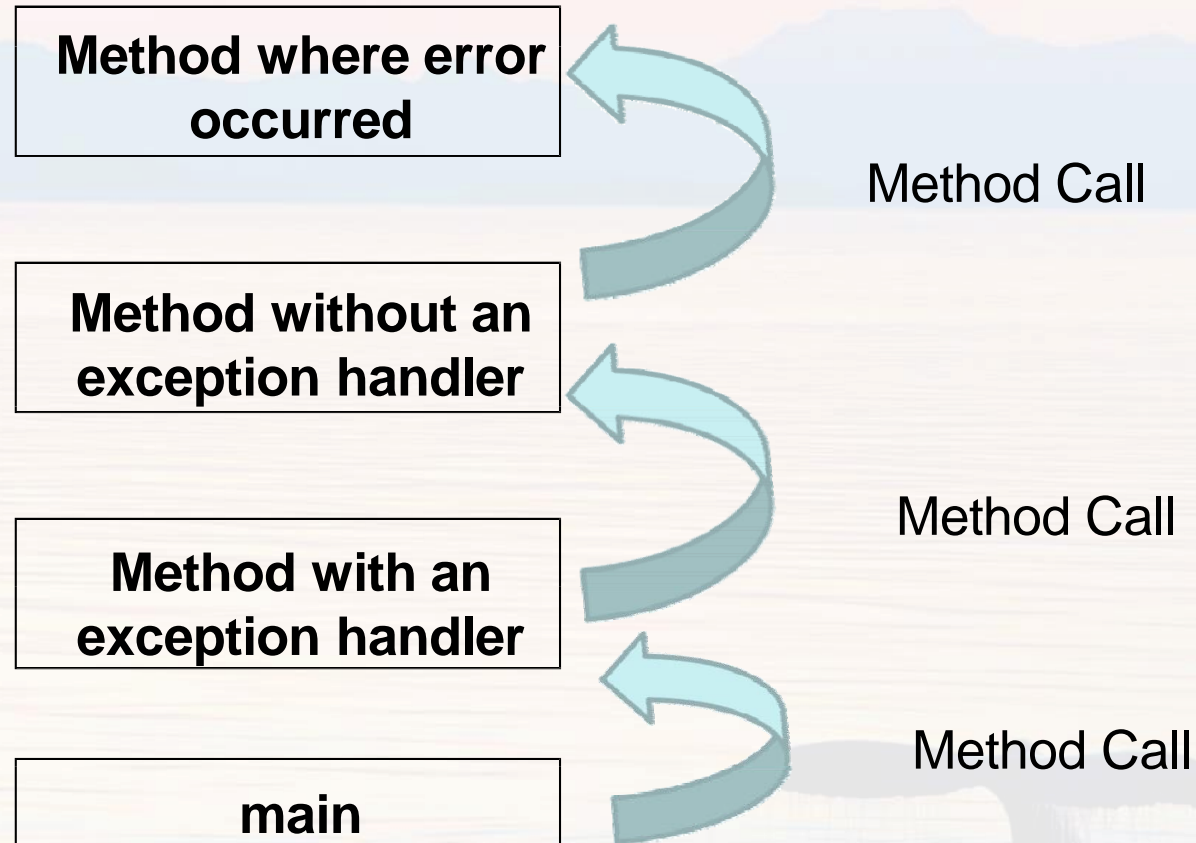 Method where error
occurred
Method Call
Method without an
exception handler
Method Call
Method with an
exception handler
Method Call
main